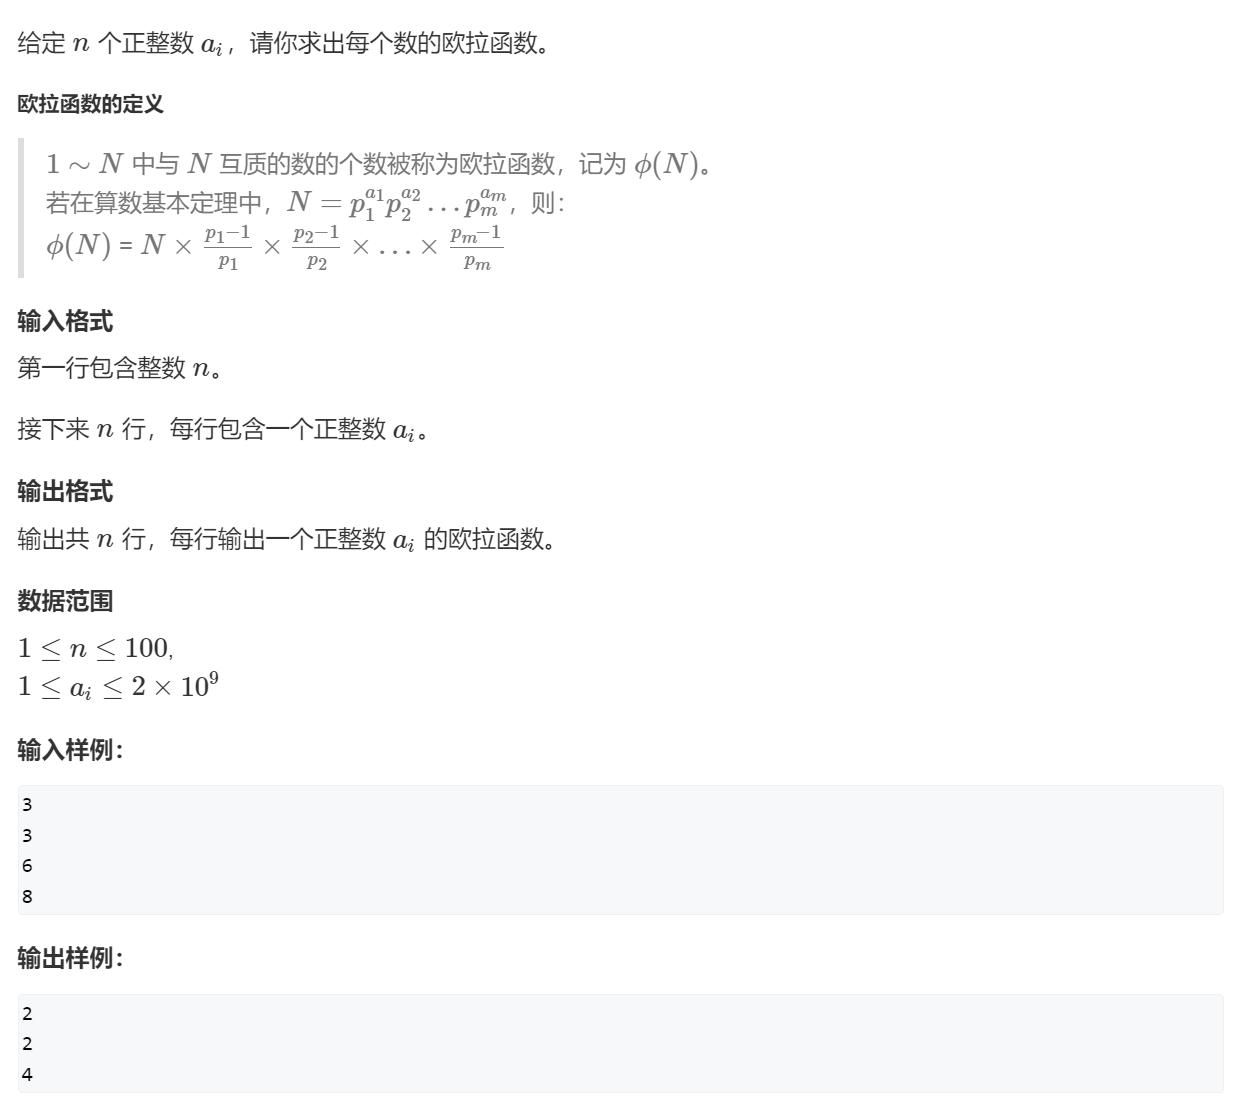 给定 $n$ 个正整数 $a_i$，请你求出每个数的欧拉函数。
欧拉函数的定义
$1 \sim N$ 中与 $N$ 互质的数的个数被称为欧拉函数，记为 $\phi(N)$。
若在算数基本定理中，$N = p_1^{a_1} p_2^{a_2} \ldots p_m^{a_m}$，则：
$\phi(N)$ = $N \times \frac{p_1-1}{p_1} \times \frac{p_2-1}{p_2} \times \ldots \times \frac{p_m-1}{p_m}$
输入格式
第一行包含整数 $n$。
接下来 $n$ 行，每行包含一个正整数 $a_i$。
输出格式
输出共 $n$ 行，每行输出一个正整数 $a_i$ 的欧拉函数。
数据范围
$1 \le n \le 100$,
$1 \le a_i \le 2 \times 10^9$
输入样例：
3
3
6
8
输出样例：
2
2
4